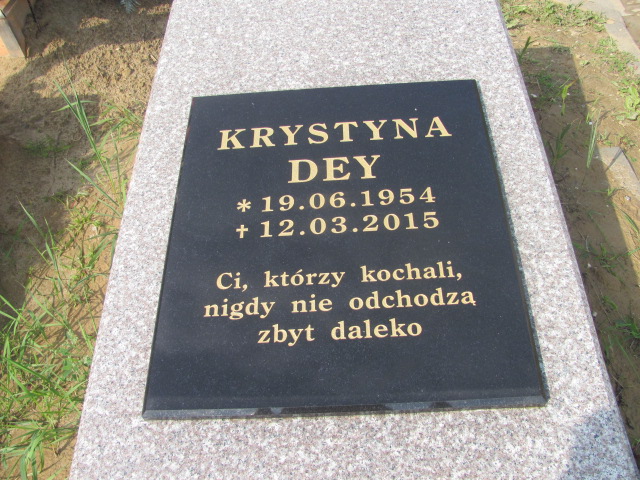 KRYSTYNA
DEY
* 19.06.1954
✝ 12.03.2015
Ci, którzy kochali,
nigdy nie odchodzą
zbyt daleko